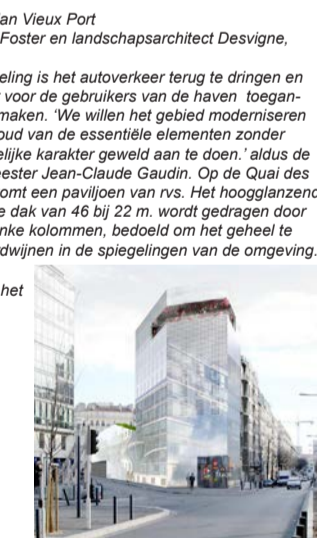 an Vieux Port
Foster en landschapsarchitect Desvigne,
eling is het autoverkeer terug te dringen en
voor de gebruikers van de haven toegan-
maken. ‘We willen het gebied moderniseren
oud van de essentiële elementen zonder
elijke karakter geweld aan te doen.’ aldus de
eester Jean-Claude Gaudin. Op de Quai des
omt een paviljoen van rvs. Het hoogglanzend
e dak van 46 bij 22 m. wordt gedragen door
nke kolommen, bedoeld om het geheel te
rdwijnen in de spiegelingen van de omgeving.
het